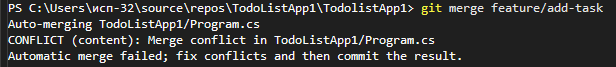 PS C:\Users\исп-32\source\repos\TodoListApp1\TodolistApp1> git merge feature/add-task
Auto-merging TodoListApp1/Program.cs
CONFLICT (content): Merge conflict in TodoListApp1/Program.cs
Automatic merge failed; fix conflicts and then commit the result.